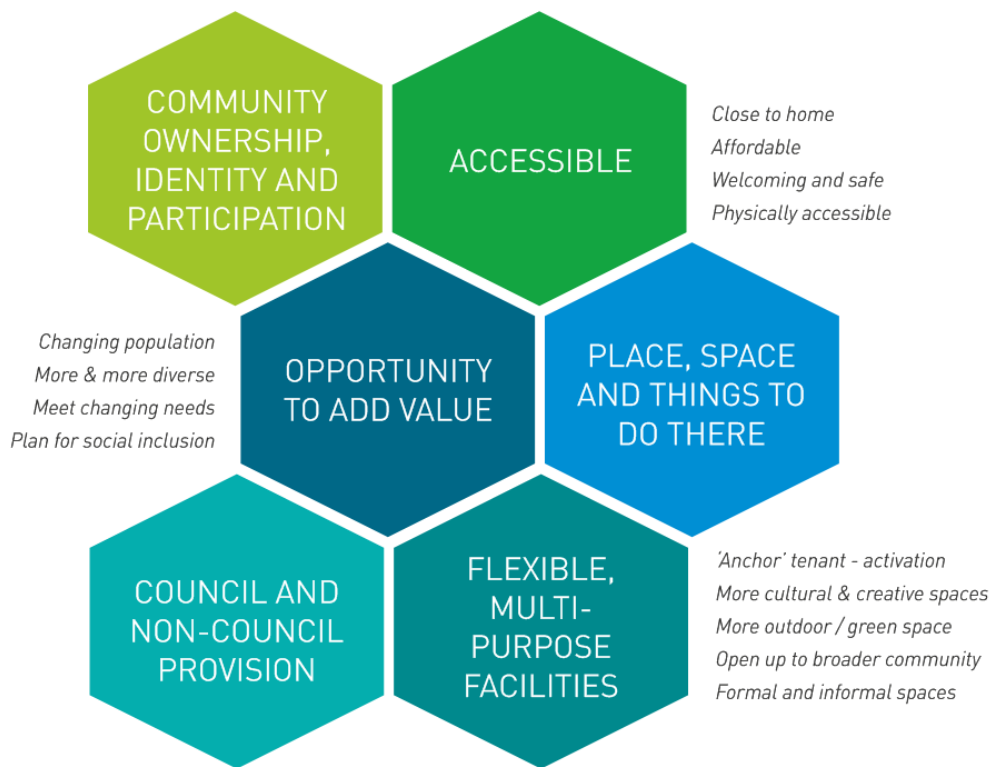 COMMUNITY
OWNERSHIP,
IDENTITY AND
PARTICIPATION
ACCESSIBLE
Close to home
Affordable
Welcoming and safe
Physically accessible
Changing population
More & more diverse
Meet changing needs
Plan for social inclusion
OPPORTUNITY
TO ADD VALUE
PLACE, SPACE
AND THINGS TO
DO THERE
COUNCIL AND
NON-COUNCIL
PROVISION
FLEXIBLE,
MULTI-
PURPOSE
FACILITIES
‘Anchor’ tenant - activation
More cultural & creative spaces
More outdoor / green space
Open up to broader community
Formal and informal spaces